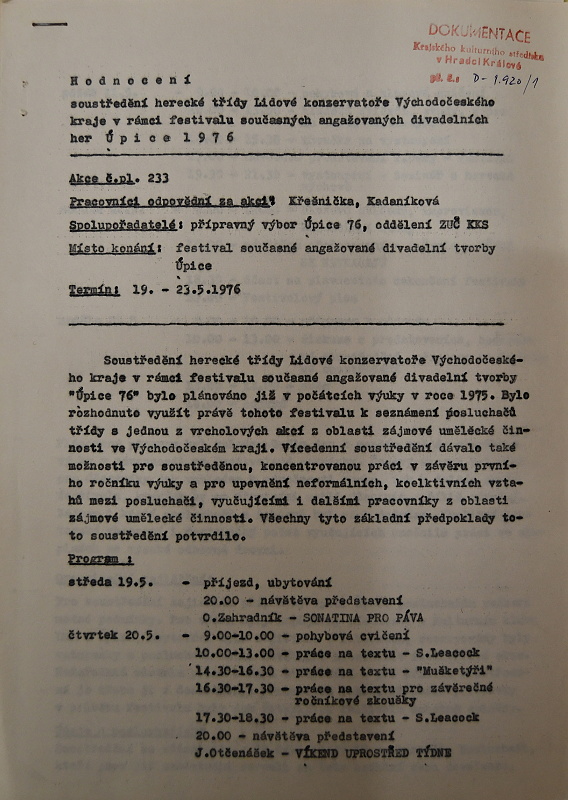 DOKUMENTACE
Krajského kulturního střediska
v Hradci Králové
př. č.: D-1.920/1
H o d n o c e n í
soustředění herecké třídy Lidové konzervatoře Východočeského
kraje v rámci festivalu současných angažovaných divadelních
her Ú p i c e 1 9 7 6
Akce č.pl. 233
Pracovníci odpovědní za akci: Křešnička, Kadaníková
Spolupořadatelé: přípravný výbor Úpice 76, oddělení ZUČ KKS
Místo konání: festival současné angažované divadelní tvorby
Úpice
Termín: 19. - 23.5.1976
Soustředění herecké třídy Lidové konzervatoře Východočeské-
ho kraje v rámci festivalu současné angažované divadelní tvorby
"Úpice 76" bylo plánováno již v počátcích výuky v roce 1975. Bylo
rozhodnuto využít právě tohoto festivalu k seznámení posluchačů
třídy s jednou z vrcholových akcí z oblasti zájmové umělecké čin-
nosti ve Východočeském kraji. Vícedenní soustředění dávalo také
možnosti pro soustředěnou, koncentrovanou práci v závěru první-
ho ročníku výuky a pro upevnění neformálních, koelktivních vzta-
hů mezi posluchači, vyučujícími i dalšími pracovníky z oblasti
zájmové umělecké činnosti. Všechny tyto základní předpoklady to-
to soustředění potvrdilo.
Program :
středa 19.5. - příjezd, ubytování
20.00 - návštěva představení
O.Zahradník - SONATINA PRO PÁVA
čtvrtek 20.5. - 9.00-10.00 - pohybová cvičení
10.00-13.00 - práce na textu - S.Leacock
14.30-16.30 - práce na textu - "Mušketýři"
16.30-17.30 - práce na textu pro závěrečné
ročníkové zkoušky
17.30-18.30 - práce na textu - S.Leacock
20.00 - návštěva představení
J.Otčenášek - VÍKEND UPROSTŘED TÝDNE